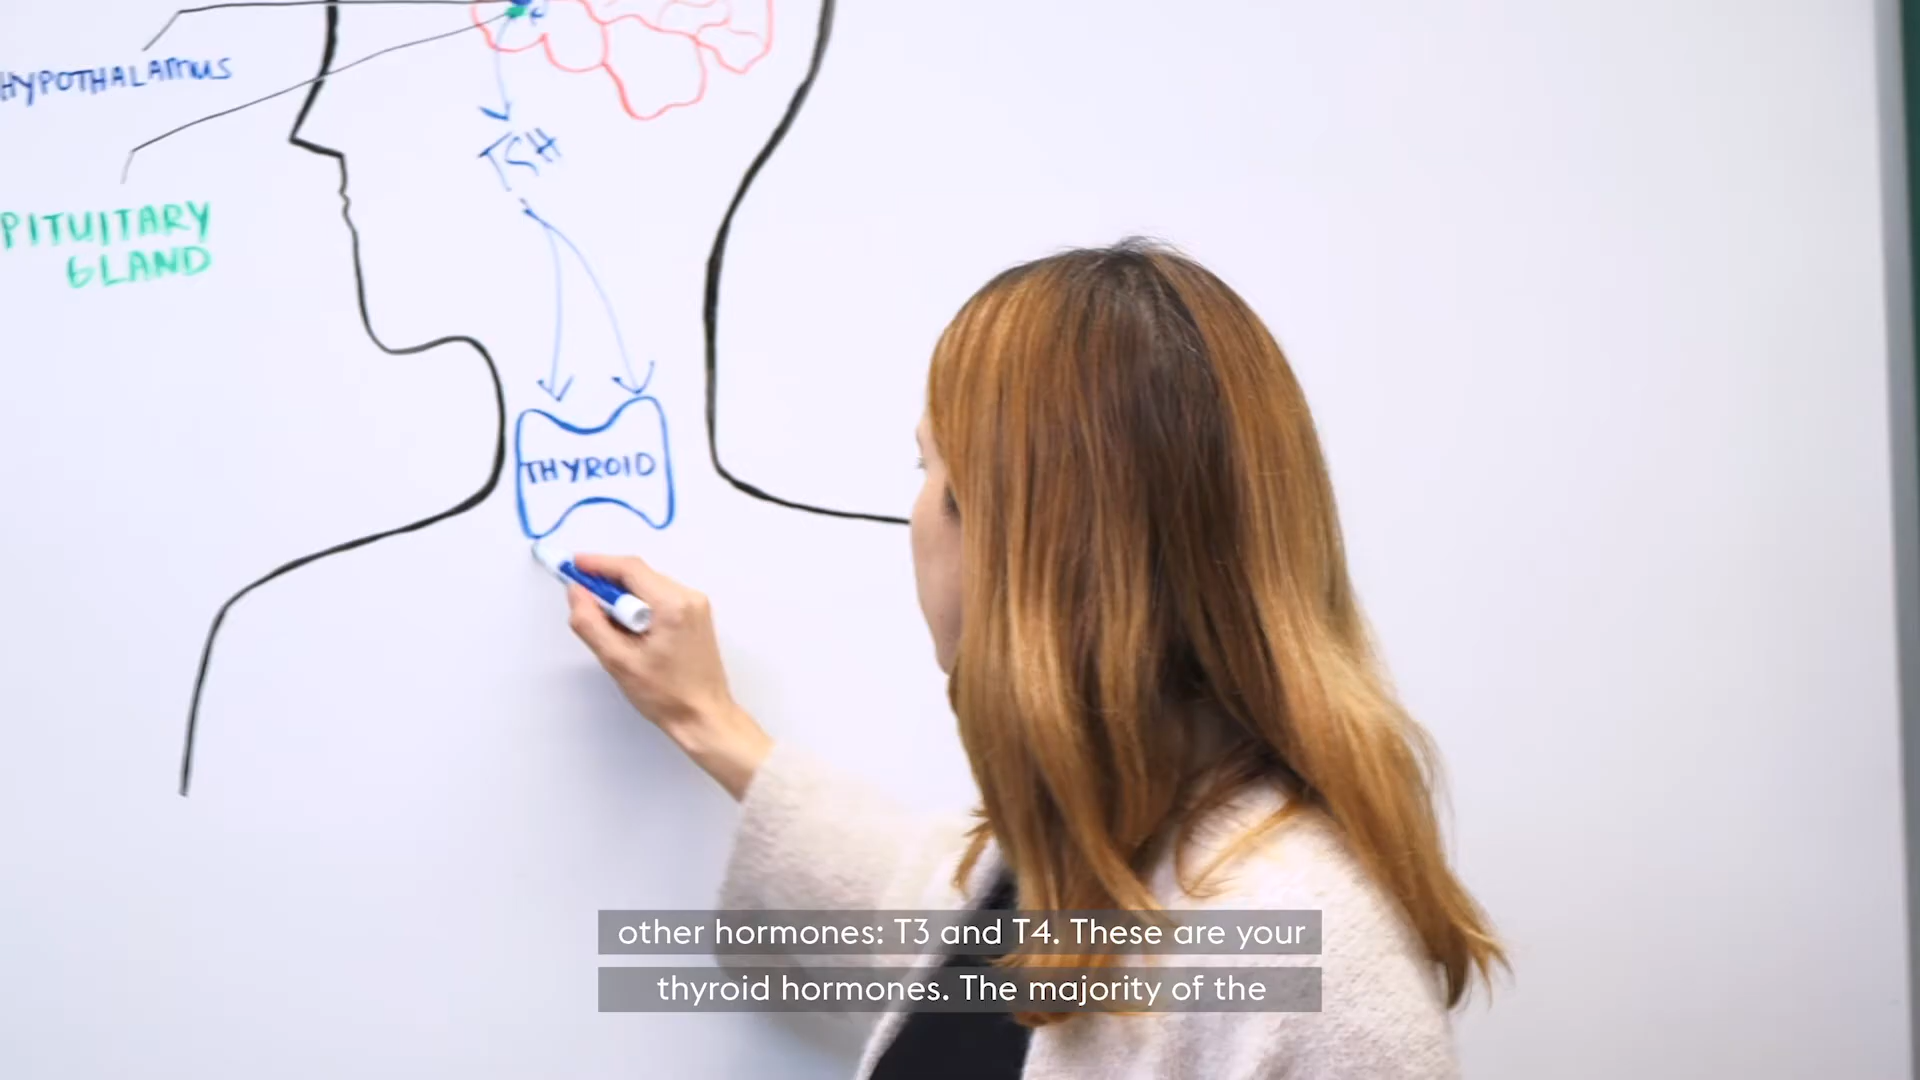 HYPOTHALAMUS
TSH
PITUITARY
GLAND
THYROID
other hormones: T3 and T4. These are your
thyroid hormones. The majority of the